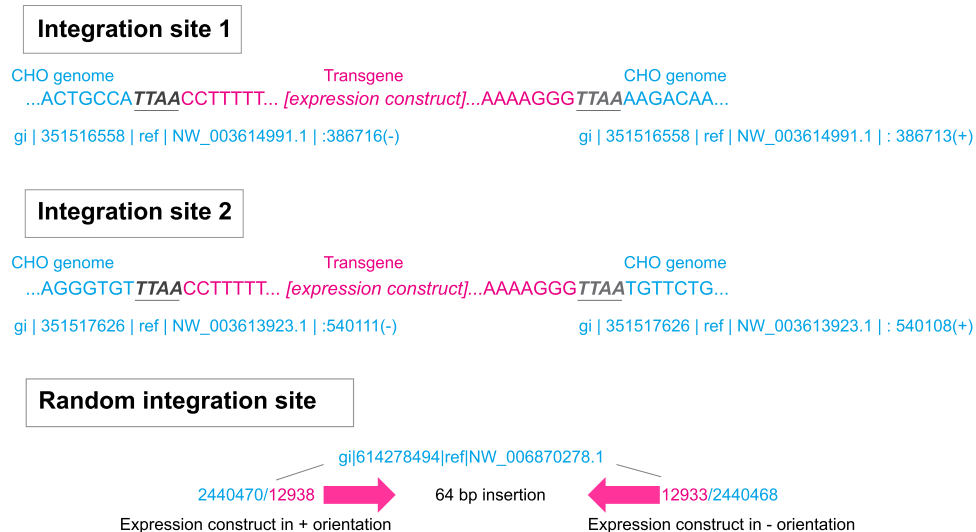 Integration site 1
CHO genome Transgene CHO genome
...ACTGCCATTAACCTTTTT... [expression construct]...AAAAGGGTTAAAAGACAA...
gi | 351516558 | ref | NW_003614991.1 | :386716(-) gi | 351516558 | ref | NW_003614991.1 | : 386713(+)
Integration site 2
CHO genome Transgene CHO genome
...AGGGTGTTTAACCTTTTT... [expression construct]...AAAAGGGTTAATGTTCTG...
gi | 351517626 | ref | NW_003613923.1 | :540111(-) gi | 351517626 | ref | NW_003613923.1 | : 540108(+)
Random integration site
gi|614278494|ref|NW_006870278.1
2440470/12938 64 bp insertion 12933/2440468
Expression construct in + orientation Expression construct in - orientation